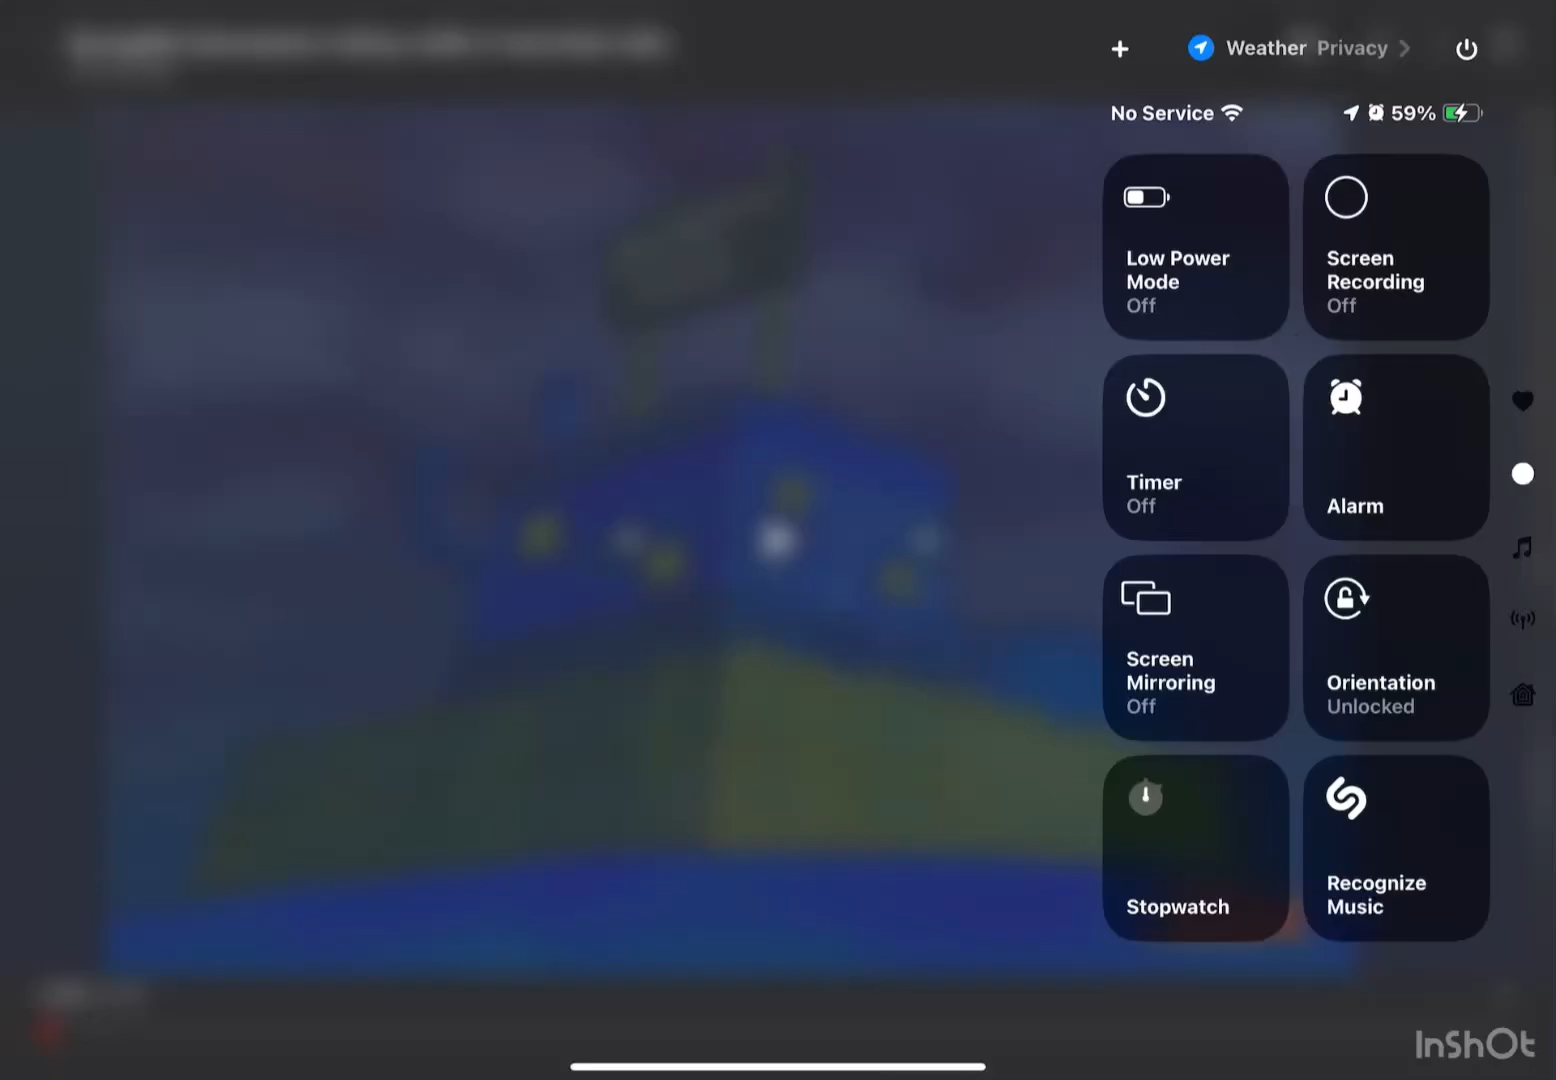 Weather Privacy
No Service
59%
Low Power
Mode
Off
Screen
Recording
Off
Timer
Off
Alarm
Screen
Mirroring
Off
Orientation
Unlocked
Stopwatch
Recognize
Music
InShOt